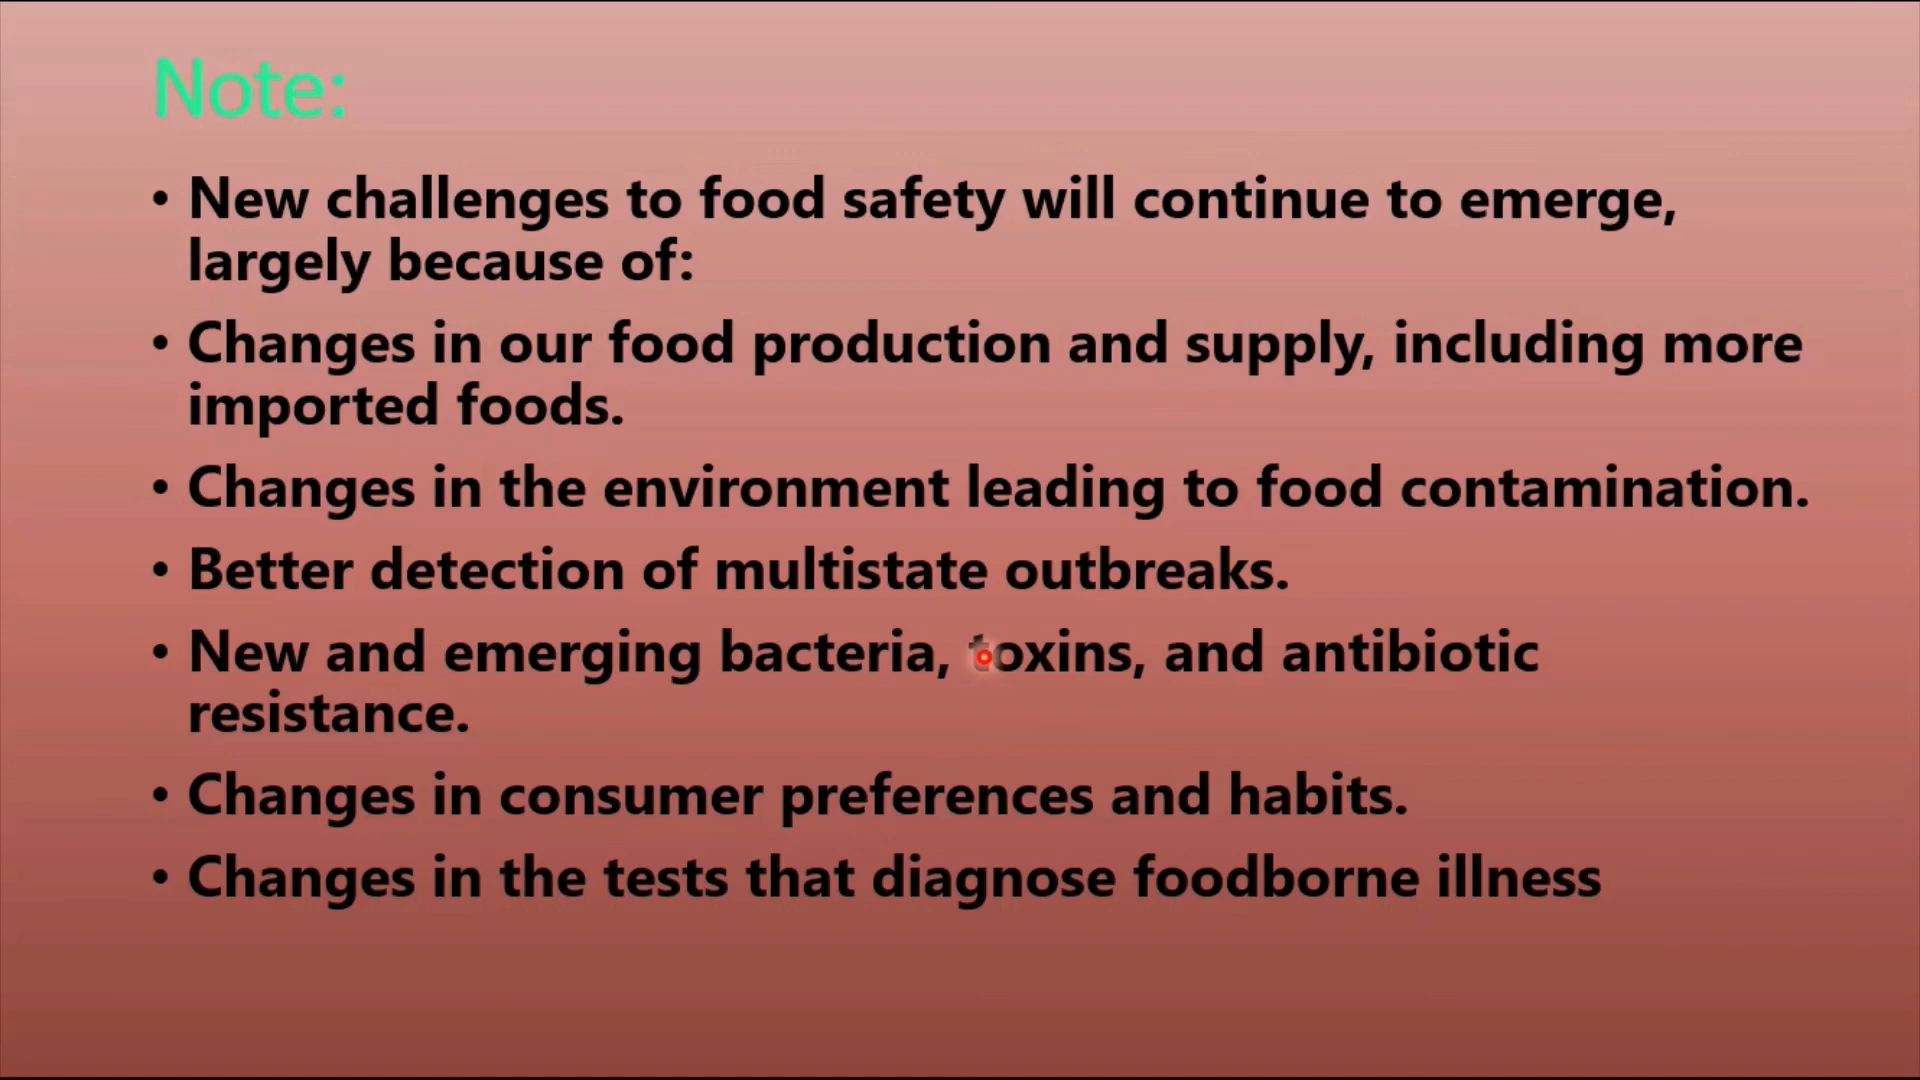 Note:
• New challenges to food safety will continue to emerge,
largely because of:
• Changes in our food production and supply, including more
imported foods.
• Changes in the environment leading to food contamination.
• Better detection of multistate outbreaks.
• New and emerging bacteria, toxins, and antibiotic
resistance.
• Changes in consumer preferences and habits.
• Changes in the tests that diagnose foodborne illness